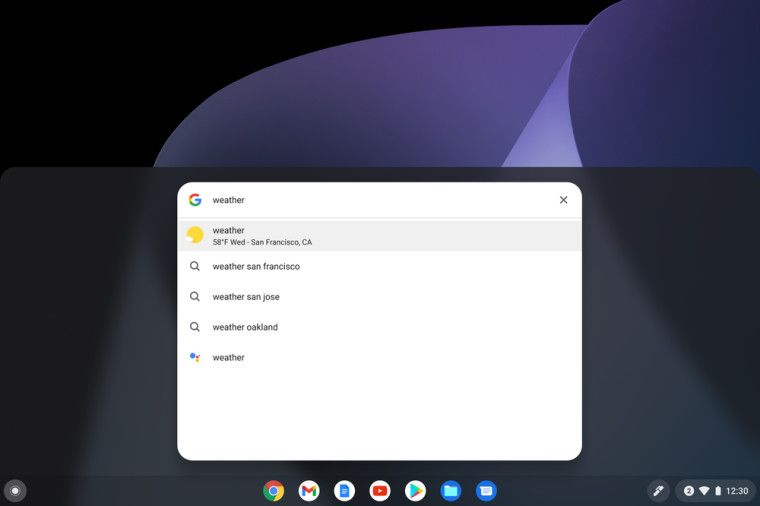 weather
weather
58°F Wed - San Francisco, CA
weather san francisco
weather san jose
weather oakland
weather
2 12:30